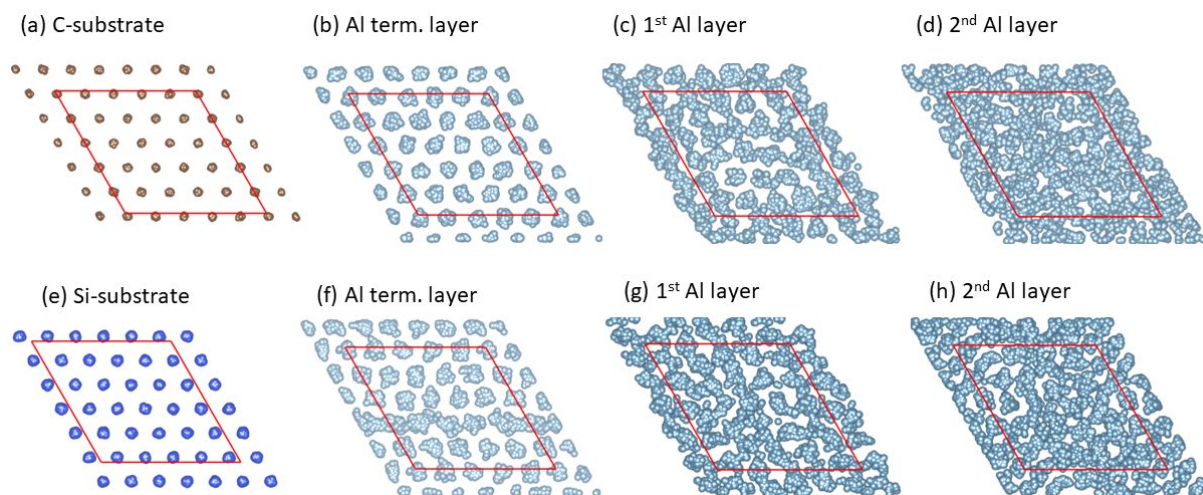 (a) C-substrate
(b) Al term. layer
(c) 1st Al layer
(d) 2nd Al layer
(e) Si-substrate
(f) Al term. layer
(g) 1st Al layer
(h) 2nd Al layer